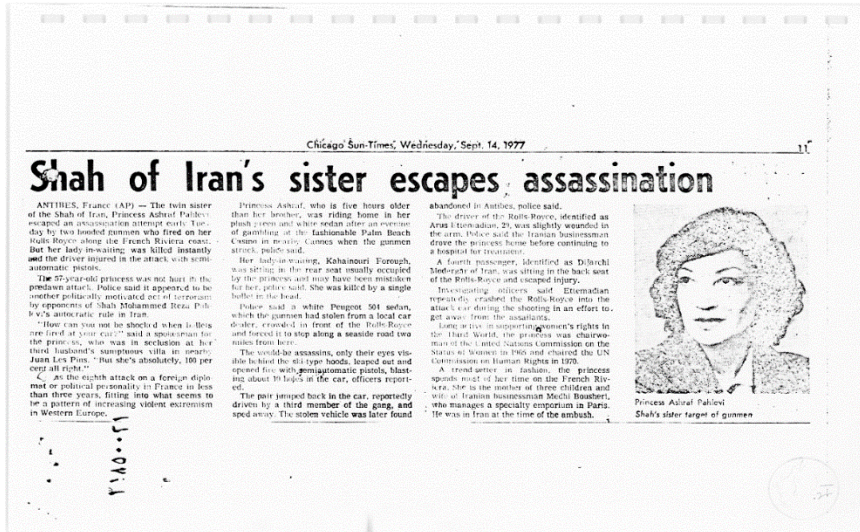 Chicago Sun-Times, Wednesday, Sept. 14, 1977
11
Shah of Iran's sister escapes assassination
ANTIBES, France (AP) — The twin sister
of the Shah of Iran, Princess Ashraf Pahlevi
escaped an assassination attempt early Tues-
day by two hooded gunmen who fired on her
Rolls Royce along the French Riviera coast.
But her lady-in-waiting was killed instantly
and the driver injured in the attack with semi-
automatic pistols.
The 57-year-old princess was not hurt in the
predawn attack. Police said it appeared to be
another politically motivated act of terrorism
by opponents of Shah Mohammed Reza Pah-
levi's autocratic rule in Iran.
"How can you not be shocked when bullets
are fired at your car?" said a spokesman for
the princess, who was in seclusion at her
third husband's sumptuous villa in nearby
Juan Les Pins. "But she's absolutely, 100 per
cent all right."
as the eighth attack on a foreign diplo-
mat or political personality in France in less
than three years, fitting into what seems to
be a pattern of increasing violent extremism
in Western Europe.
Princess Ashraf, who is five hours older
than her brother, was riding home in her
plush green and white sedan after an evening
of gambling at the fashionable Palm Beach
Casino in nearby Cannes when the gunmen
struck, police said.
Her lady-in-waiting, Kahainouri Forough,
was sitting in the rear seat usually occupied
by the princess and may have been mistaken
for her, police said. She was killed by a single
bullet in the head.
Police said a white Peugeot 504 sedan,
which the gunmen had stolen from a local car
dealer, crowded in front of the Rolls-Royce
and forced it to stop along a seaside road two
miles from here.
The would-be assassins, only their eyes vis-
ible behind the ski-type hoods, leaped out and
opened fire with semiautomatic pistols, blast-
ing about 19 holes in the car, officers report-
ed.
The pair jumped back in the car, reportedly
driven by a third member of the gang, and
sped away. The stolen vehicle was later found
abandoned in Antibes, police said.
The driver of the Rolls-Royce, identified as
Arus Ettemadian, 29, was slightly wounded in
the arm. Police said the Iranian businessman
drove the princess home before continuing to
a hospital for treatment.
A fourth passenger, identified as
of Iran, was sitting in the back seat
of the Rolls-Royce and escaped injury.
Investigating officers said Ettemadian
repeatedly crashed the Rolls-Royce into the
attack car during the shooting in an effort to
get away from the assailants.
Long active in supporting women's rights in
the Third World, the princess was chairwo-
man of the United Nations Commission on the
Status of Women in 1965 and chaired the UN
Commission on Human Rights in 1970.
A trend-setter in fashion, the princess
spends most of her time on the French Riv-
iera. She is the mother of three children and
wife of Iranian businessman Medhi Bousheri,
who manages a specialty emporium in Paris.
He was in Iran at the time of the ambush.
Princess Ashraf Pahlevi
Shah's sister target of gunmen